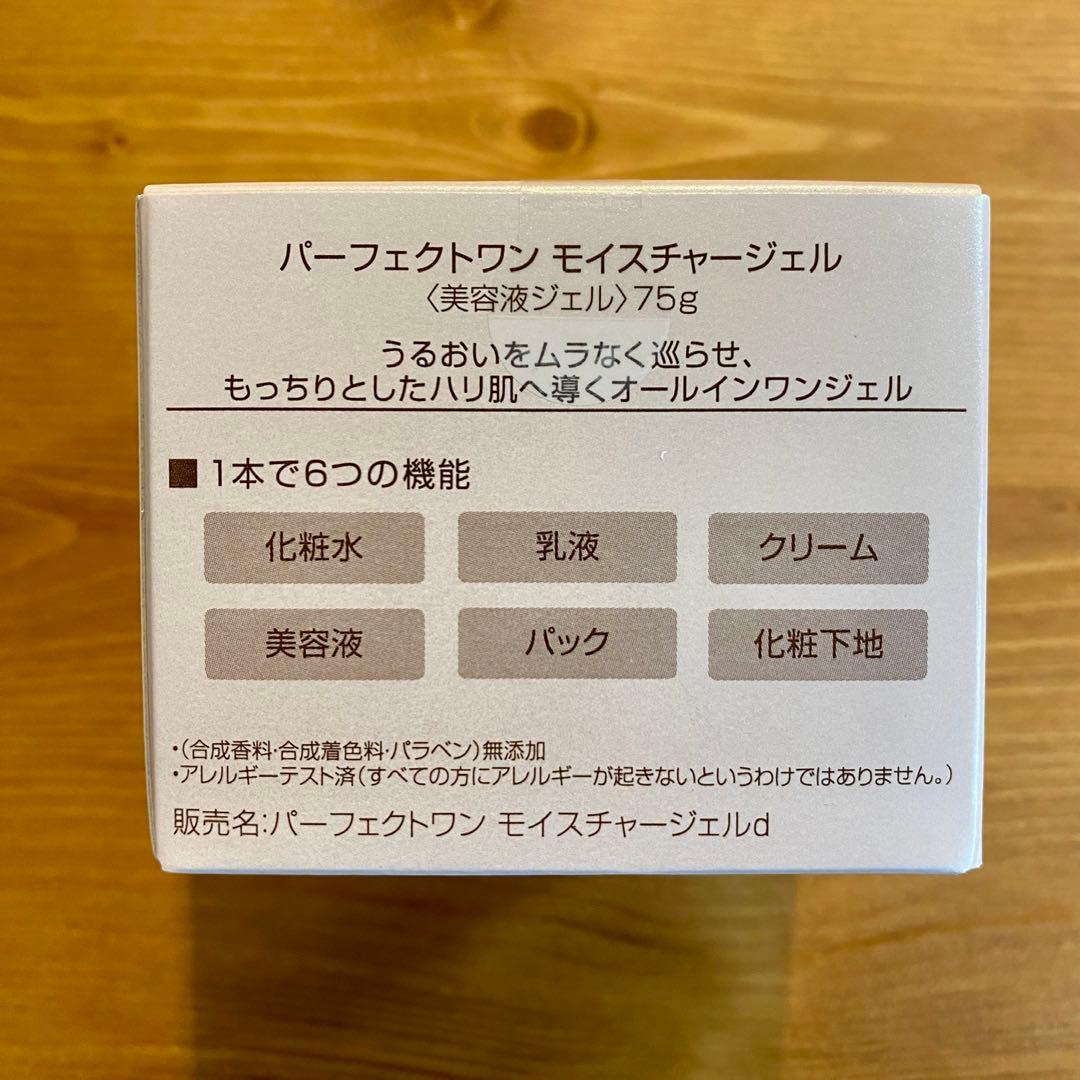 パーフェクトワン モイスチャージェル
〈美容液ジェル〉75g
うるおいをムラなく巡らせ、
もっちりとしたハリ肌へ導くオールインワンジェル
■ 1本で6つの機能
化粧水 乳液 クリーム
美容液 パック 化粧下地
・(合成香料・合成着色料・パラベン)無添加
・アレルギーテスト済(すべての方にアレルギーが起きないというわけではありません。)
販売名:パーフェクトワン モイスチャージェルd